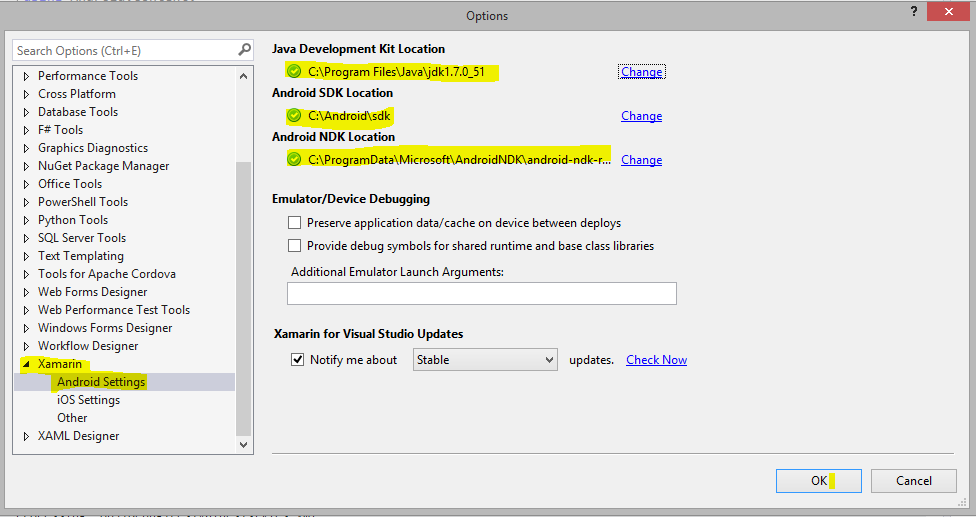 Options
?
Search Options (Ctrl+E)
Performance Tools
Cross Platform
Database Tools
F# Tools
Graphics Diagnostics
NuGet Package Manager
Office Tools
PowerShell Tools
Python Tools
SQL Server Tools
Text Templating
Tools for Apache Cordova
Web Forms Designer
Web Performance Test Tools
Windows Forms Designer
Workflow Designer
Xamarin
Android Settings
iOS Settings
Other
XAML Designer
Java Development Kit Location
C:\Program Files\Java\jdk1.7.0_51 Change
Android SDK Location
C:\Android\sdk Change
Android NDK Location
C:\ProgramData\Microsoft\AndroidNDK\android-ndk-r... Change
Emulator/Device Debugging
Preserve application data/cache on device between deploys
Provide debug symbols for shared runtime and base class libraries
Additional Emulator Launch Arguments:
Xamarin for Visual Studio Updates
Notify me about Stable updates. Check Now
OK Cancel